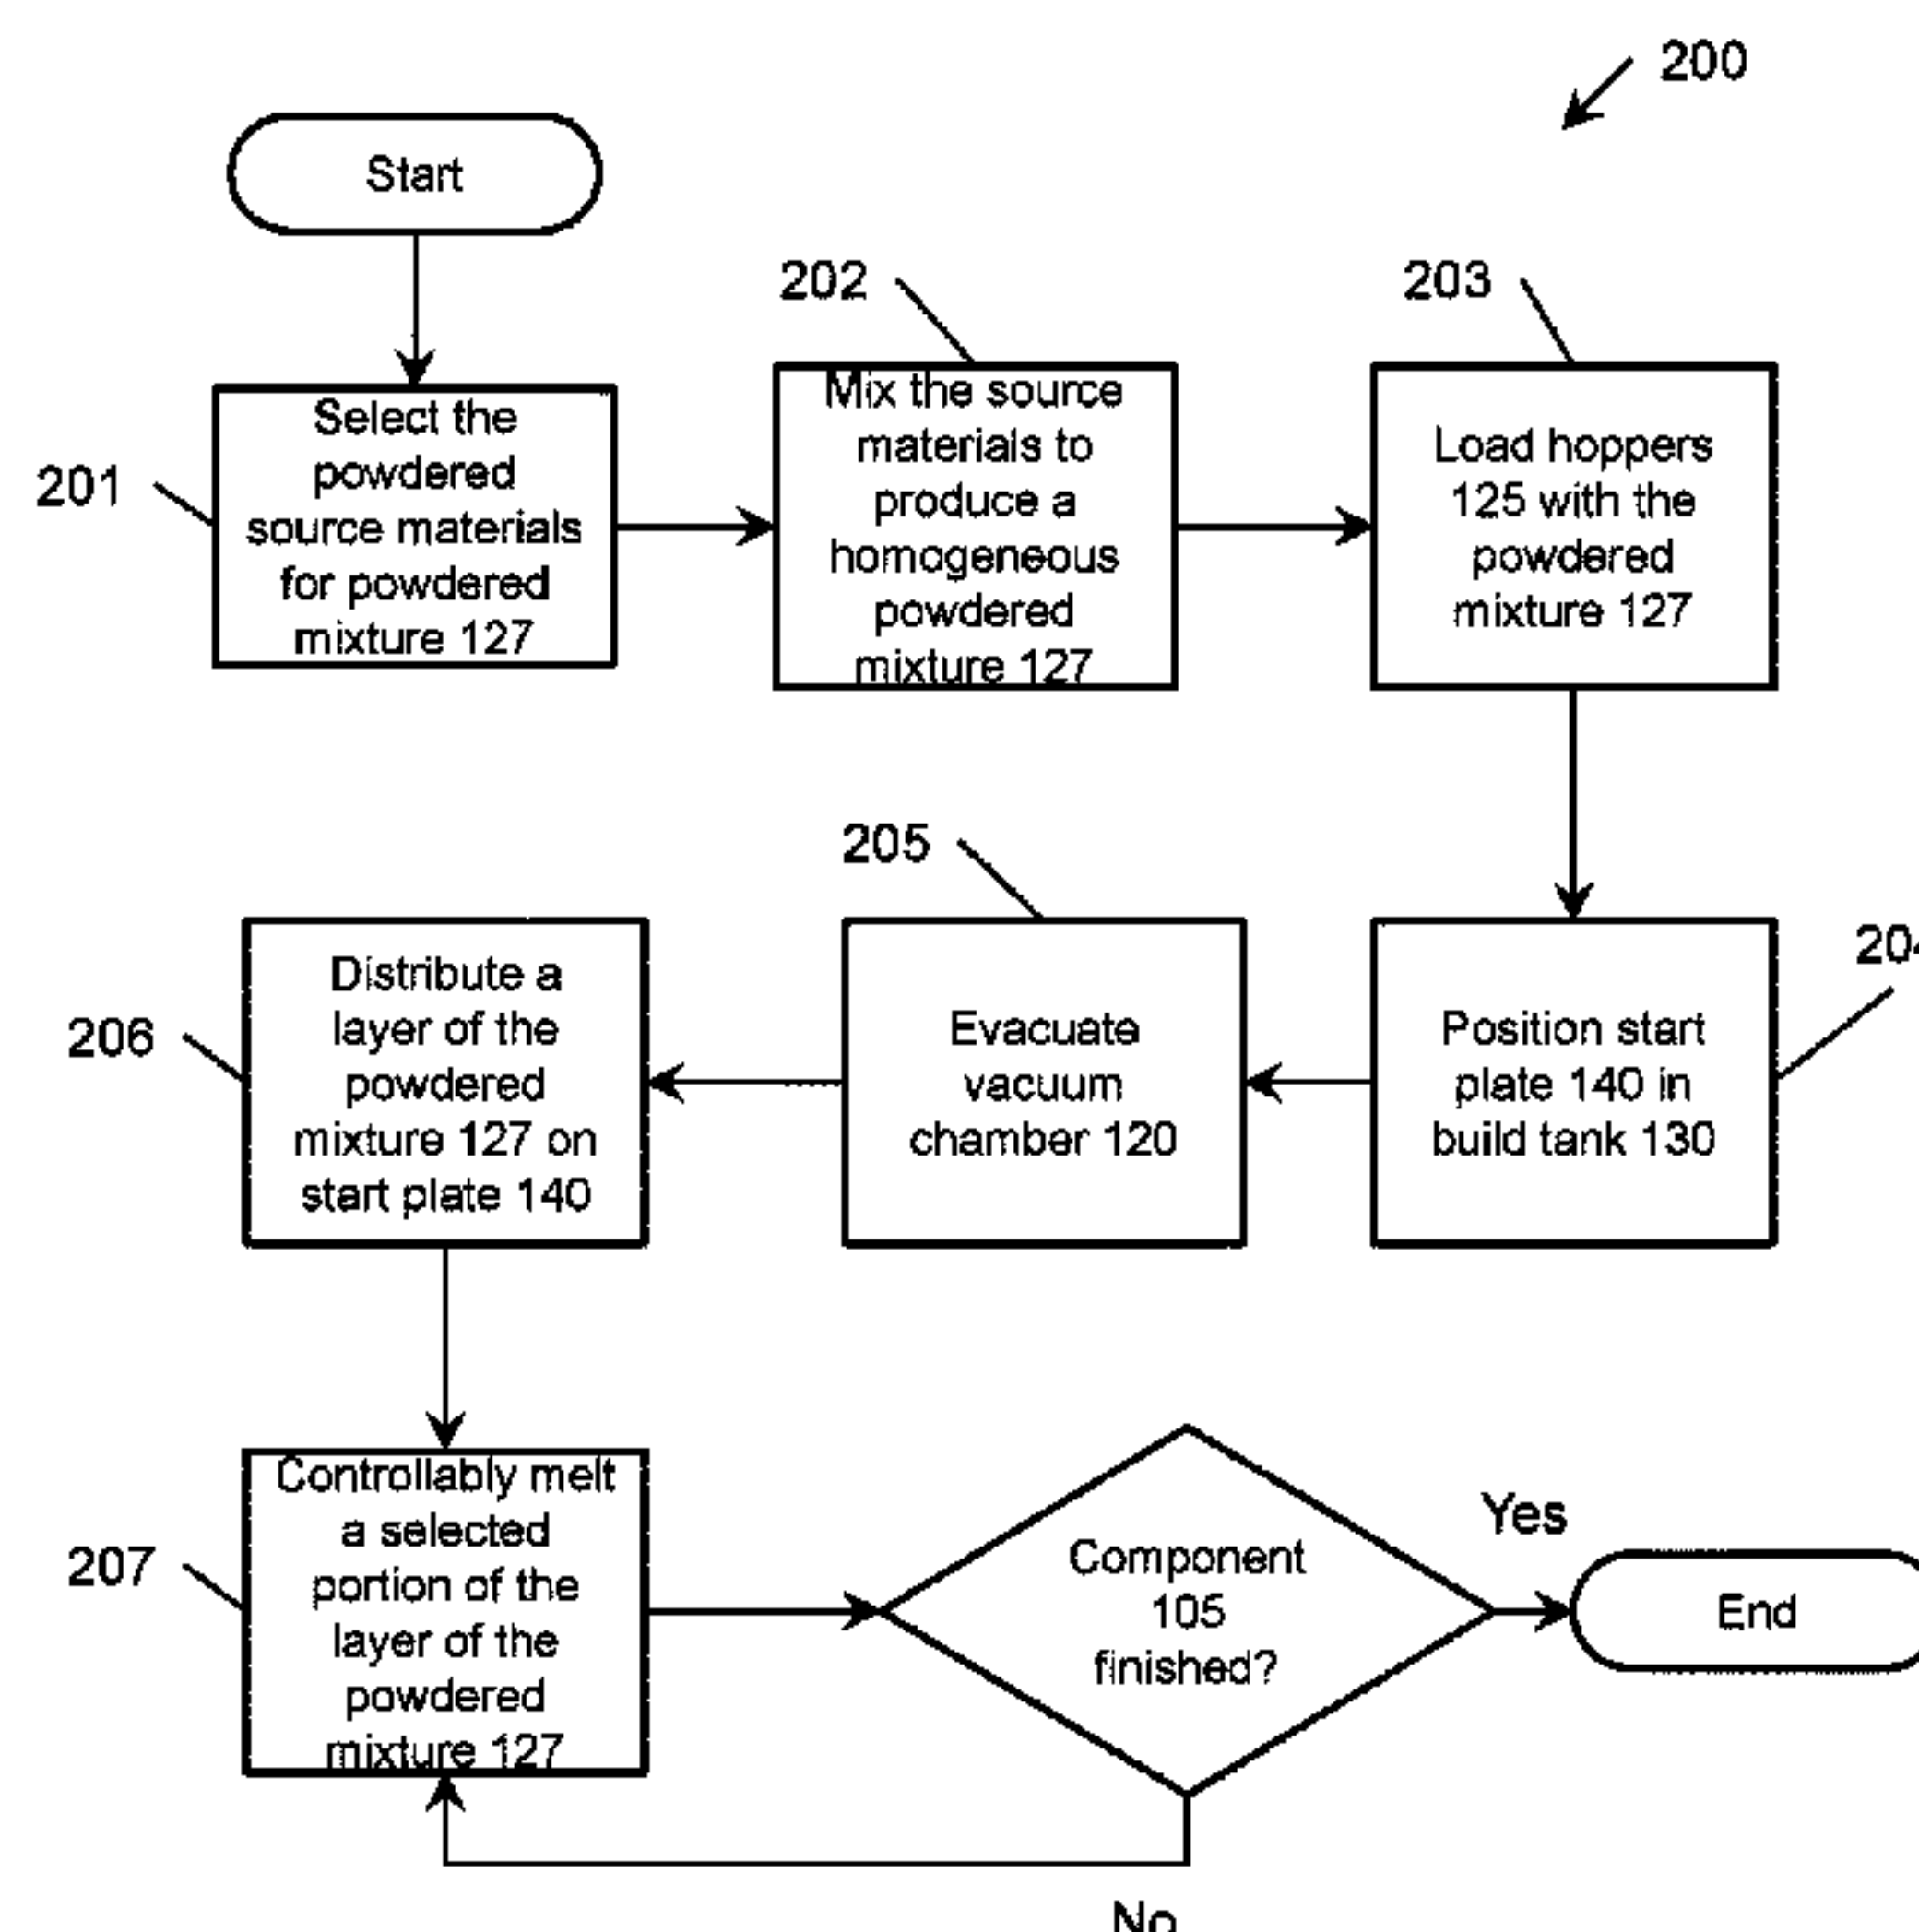 200
Start
202
203
201
Select the
powdered
source materials
for powdered
mixture 127
Mix the source
materials to
produce a
homogeneous
powdered
mixture 127
Load hoppers
125 with the
powdered
mixture 127
205
204
206
Distribute a
layer of the
powdered
mixture 127 on
start plate 140
Evacuate
vacuum
chamber 120
Position start
plate 140 in
build tank 130
207
Controllably melt
a selected
portion of the
layer of the
powdered
mixture 127
Component
105
finished?
Yes
End
No